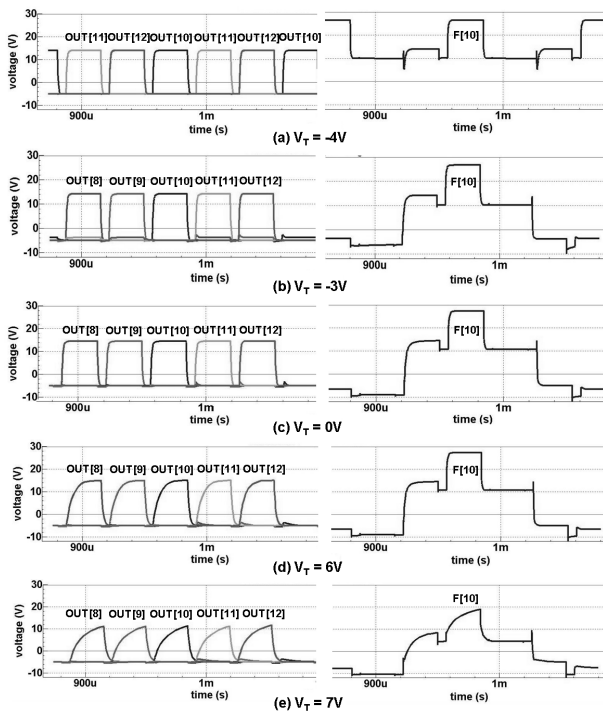 30
20
10
0
-10
voltage (V)
OUT[11] OUT[12] OUT[10] OUT[11] OUT[12] OUT[10]
900u
1m
time (s)
F[10]
900u
1m
time (s)
(a) VT = -4V
30
20
10
0
-10
voltage (V)
OUT[8] OUT[9] OUT[10] OUT[11] OUT[12]
900u
1m
time (s)
F[10]
900u
1m
time (s)
(b) VT = -3V
30
20
10
0
-10
voltage (V)
OUT[8] OUT[9] OUT[10] OUT[11] OUT[12]
900u
1m
time (s)
F[10]
900u
1m
time (s)
(c) VT = 0V
30
20
10
0
-10
voltage (V)
OUT[8] OUT[9] OUT[10] OUT[11] OUT[12]
900u
1m
time (s)
F[10]
900u
1m
time (s)
(d) VT = 6V
30
20
10
0
-10
voltage (V)
OUT[8] OUT[9] OUT[10] OUT[11] OUT[12]
900u
1m
time (s)
F[10]
900u
1m
time (s)
(e) VT = 7V